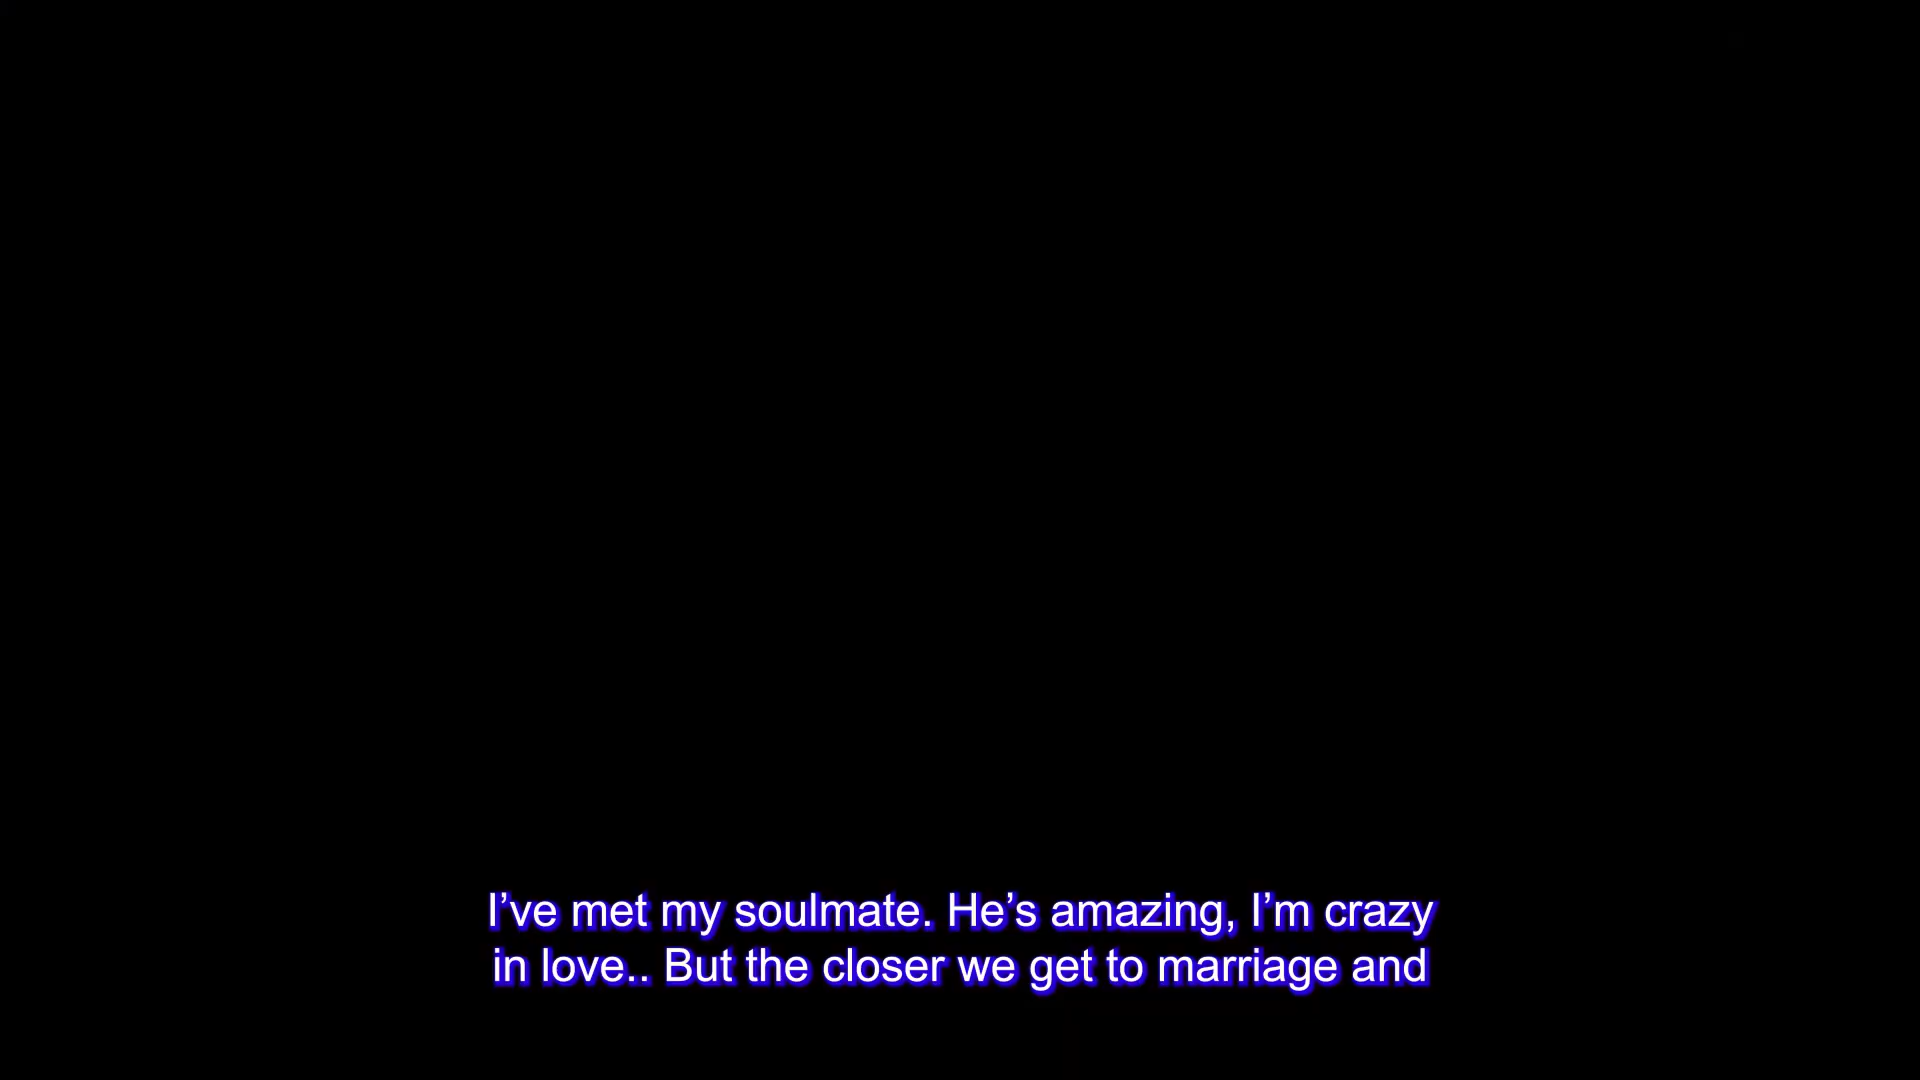 I’ve met my soulmate. He’s amazing, I’m crazy
in love.. But the closer we get to marriage and